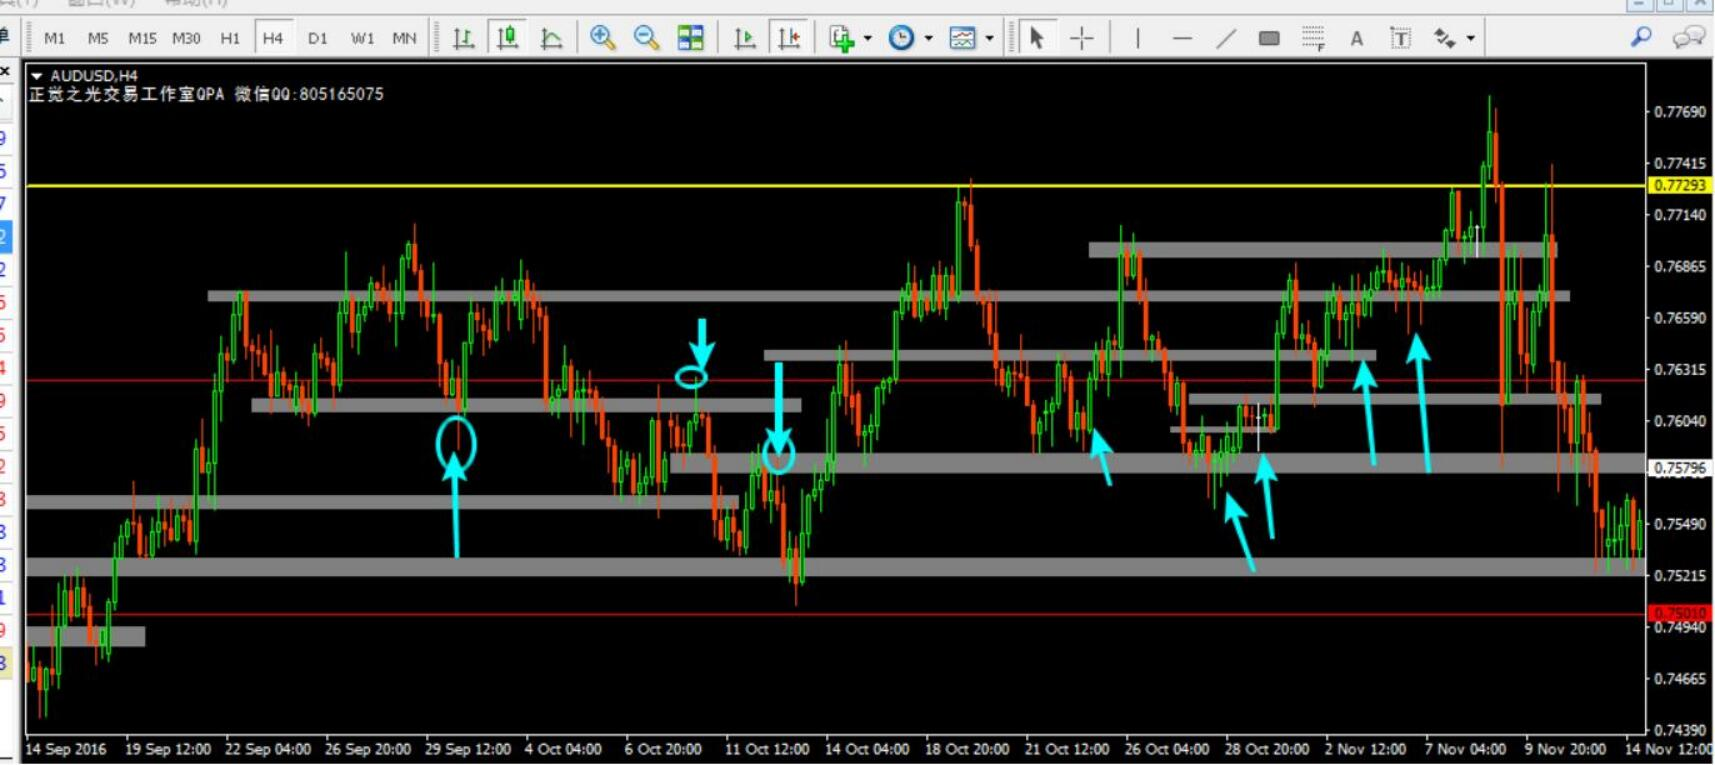 M1 M5 M15 M30 H1 H4 D1 W1 MN
A T
F
AUDUSD,H4
正觉之光交易工作室QPA 微信QQ:805165075
0.77690
0.77415
0.77293
0.77140
0.76865
0.76590
0.76315
0.76040
0.75796
0.75490
0.75215
0.75010
0.74940
0.74665
0.74390
14 Sep 2016 19 Sep 12:00 22 Sep 04:00 26 Sep 20:00 29 Sep 12:00 4 Oct 04:00 6 Oct 20:00 11 Oct 12:00 14 Oct 04:00 18 Oct 20:00 21 Oct 12:00 26 Oct 04:00 28 Oct 20:00 2 Nov 12:00 7 Nov 04:00 9 Nov 20:00 14 Nov 12:00